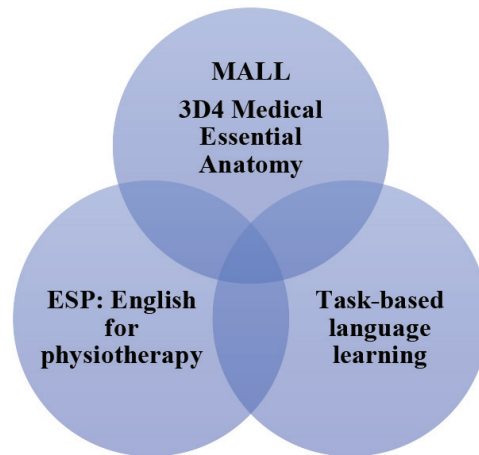 MALL
3D4 Medical
Essential
Anatomy
ESP: English
for
physiotherapy
Task-based
language
learning